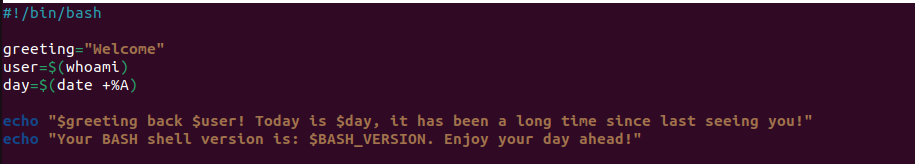 #!/bin/bash
greeting="Welcome"
user=$(whoami)
day=$(date +%A)
echo "$greeting back $user! Today is $day, it has been a long time since last seeing you!"
echo "Your BASH shell version is: $BASH_VERSION. Enjoy your day ahead!"